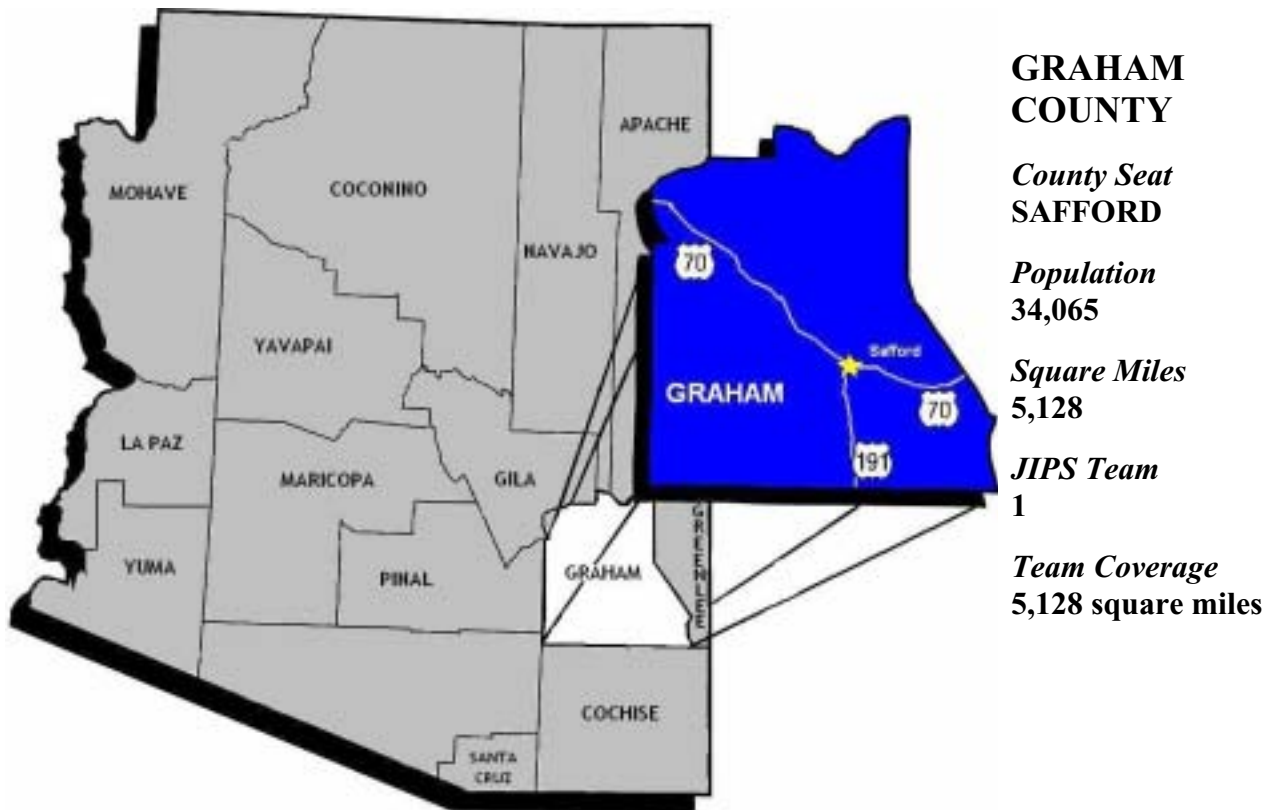 GRAHAM
COUNTY
County Seat
SAFFORD
Population
34,065
Square Miles
5,128
JIPS Team
1
Team Coverage
5,128 square miles
APACHE
MOHAVE
COCONINO
NAVAJO
70
YAVAPAI
Safford
GRAHAM
70
LA PAZ
191
MARICOPA
GILA
GREENLEE
YUMA
PINAL
GRAHAM
COCHISE
SANTA
CRUZ